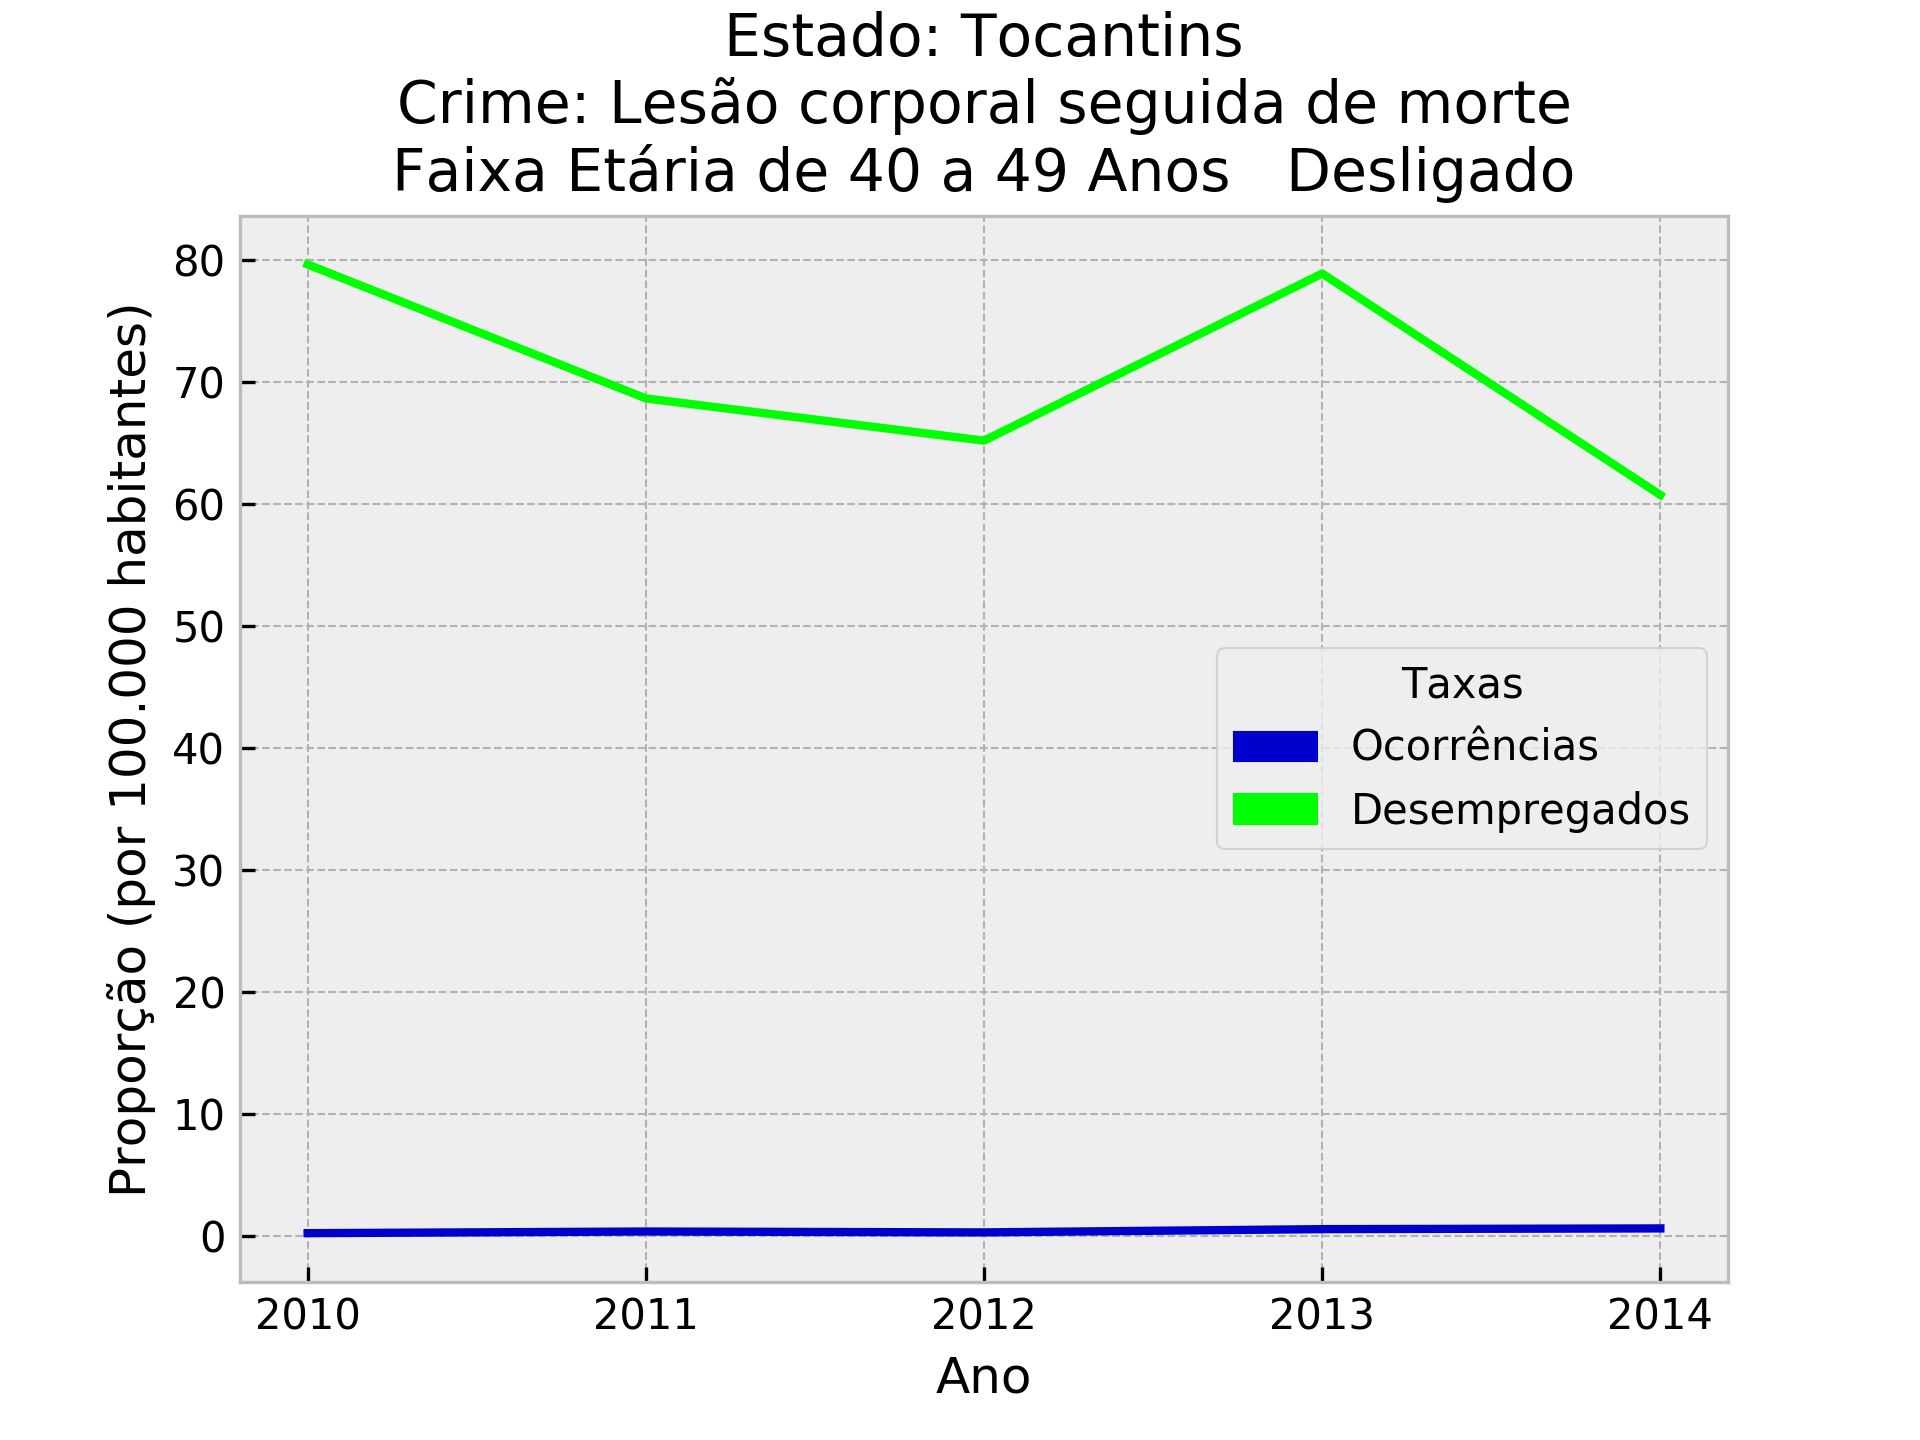 Estado: Tocantins
Crime: Lesão corporal seguida de morte
Faixa Etária de 40 a 49 Anos   Desligado
Proporção (por 100.000 habitantes)
80
70
60
50
40
30
20
10
0
Taxas
Ocorrências
Desempregados
2010 2011 2012 2013 2014
Ano